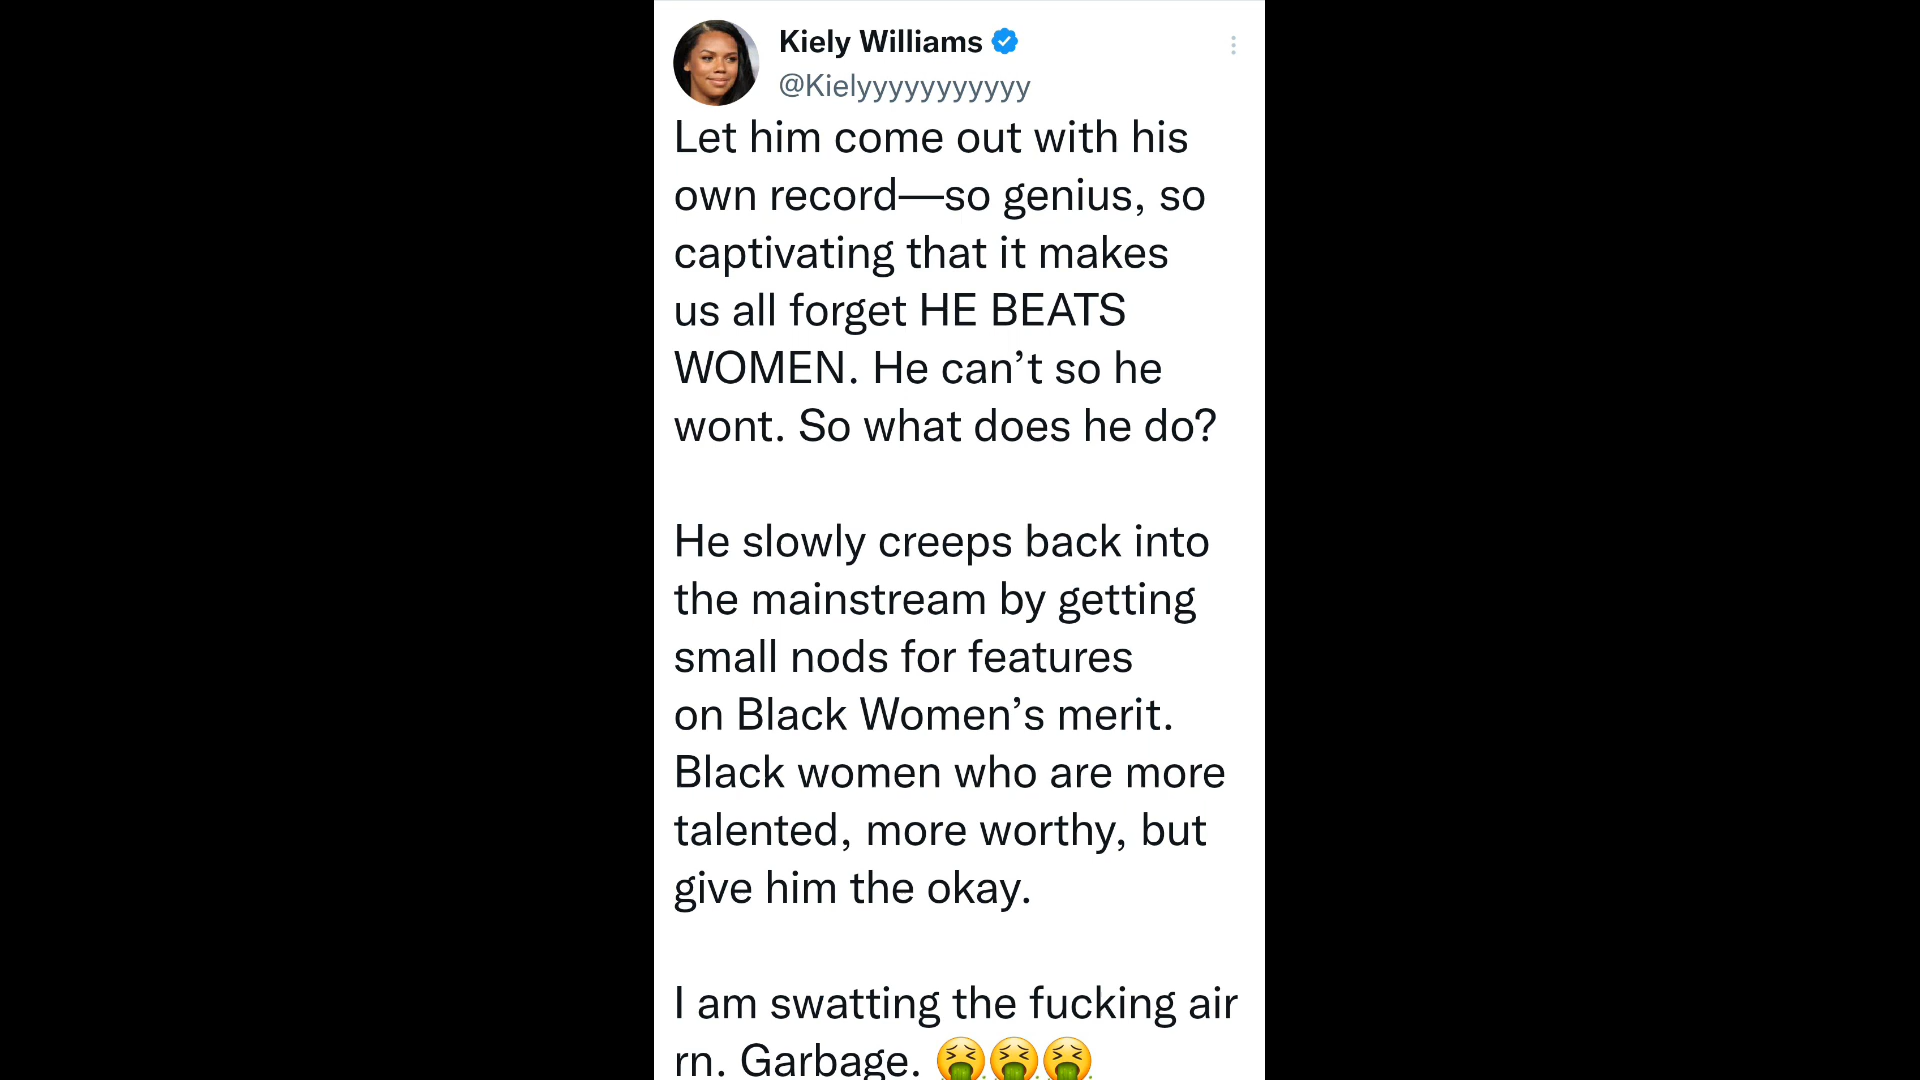 Kiely Williams
@Kielyyyyyyyyyyy
Let him come out with his
own record—so genius, so
captivating that it makes
us all forget HE BEATS
WOMEN. He can’t so he
wont. So what does he do?
He slowly creeps back into
the mainstream by getting
small nods for features
on Black Women’s merit.
Black women who are more
talented, more worthy, but
give him the okay.
I am swatting the fucking air
rn. Garbage. 🤮🤮🤮